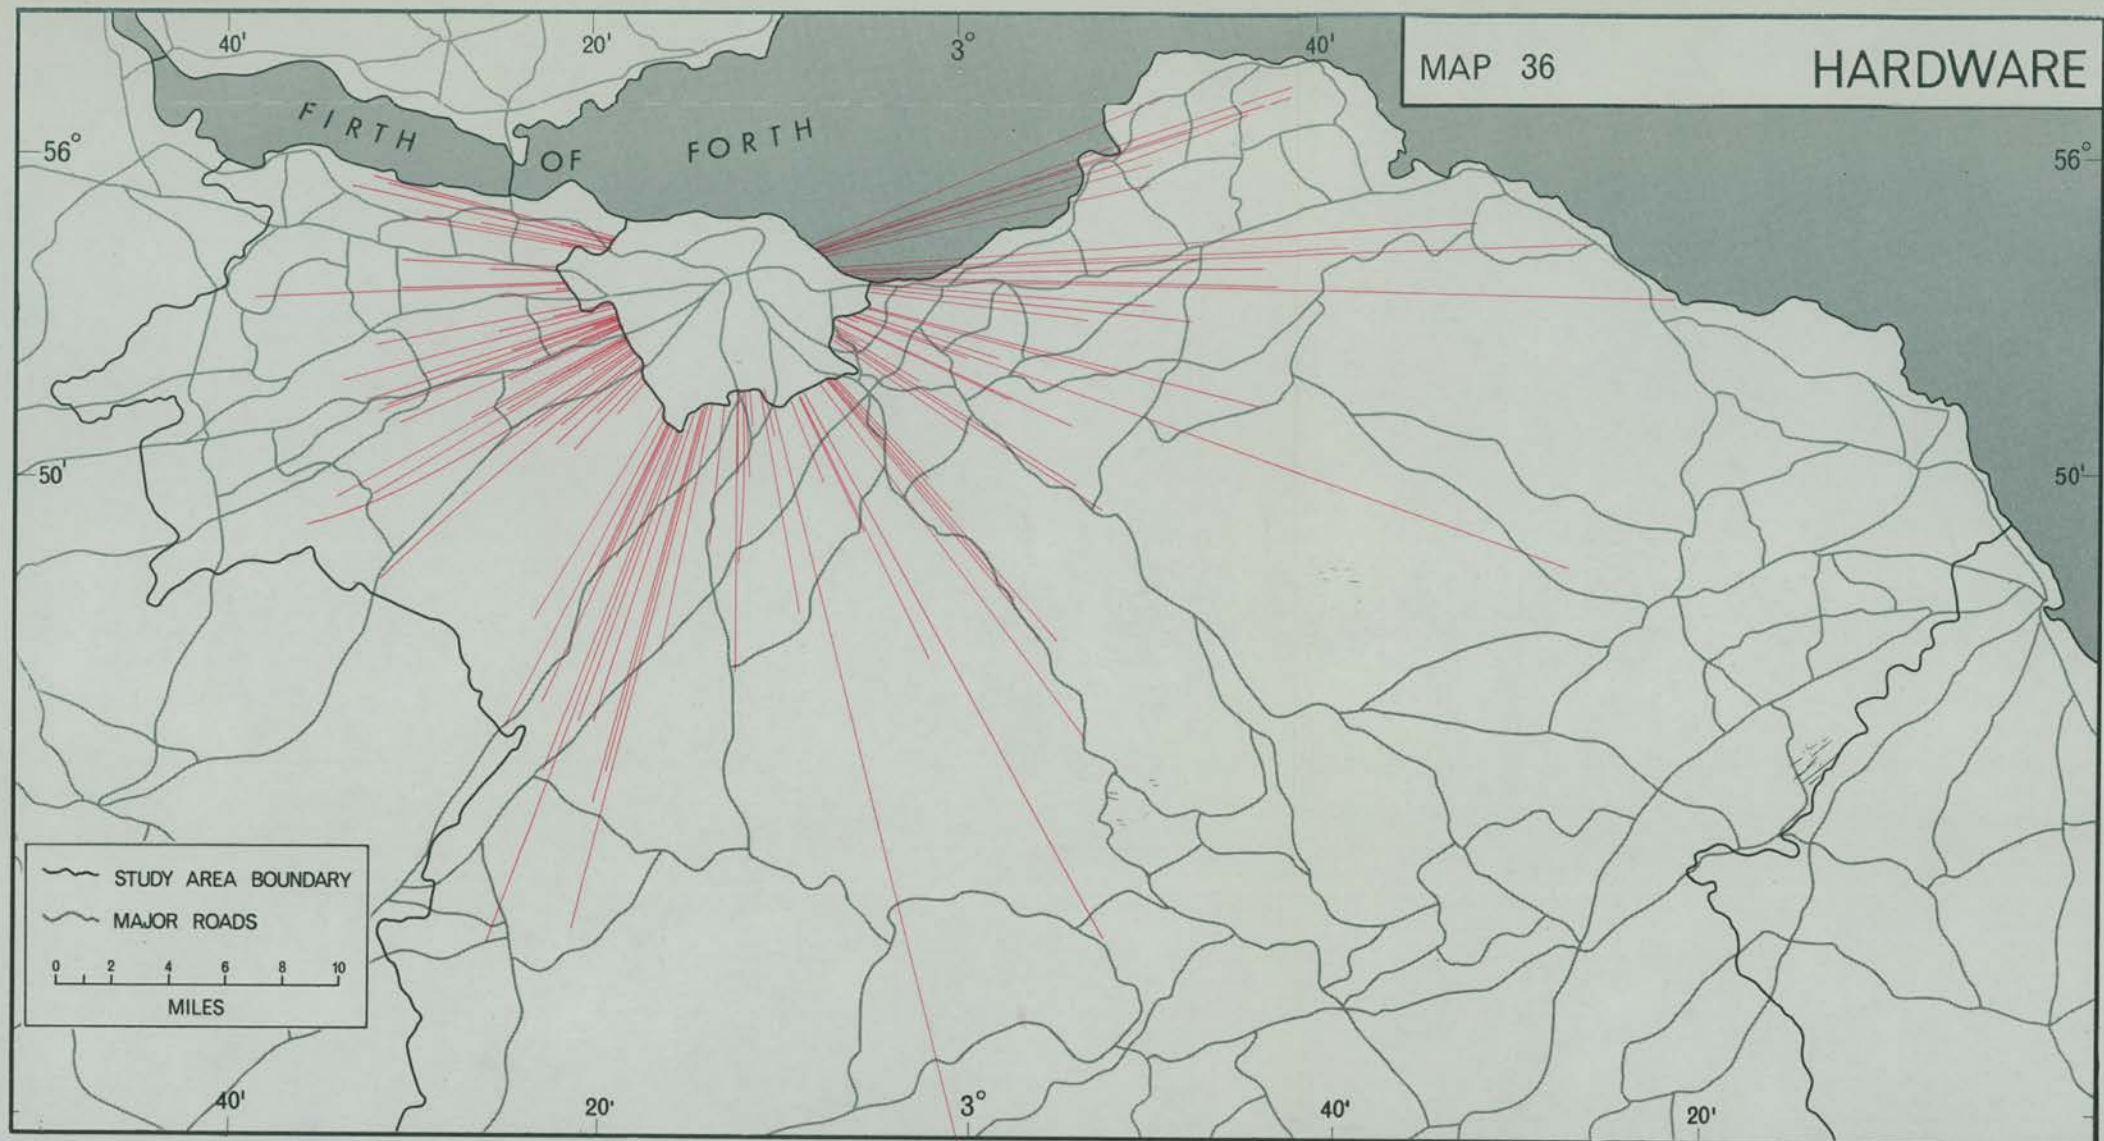 40' 20' 3° 40'
MAP 36 HARDWARE
FIRTH OF FORTH
56° 56°
50' 50'
STUDY AREA BOUNDARY
MAJOR ROADS
0 2 4 6 8 10
MILES
40' 20' 3° 40' 20'